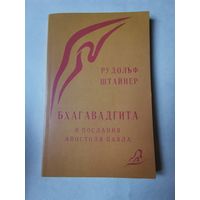 РУДОЛЬФ
ШТАЙНЕР
БХАГАВАДГИТА
И ПОСЛАНИЯ
АПОСТОЛА ПАВЛА